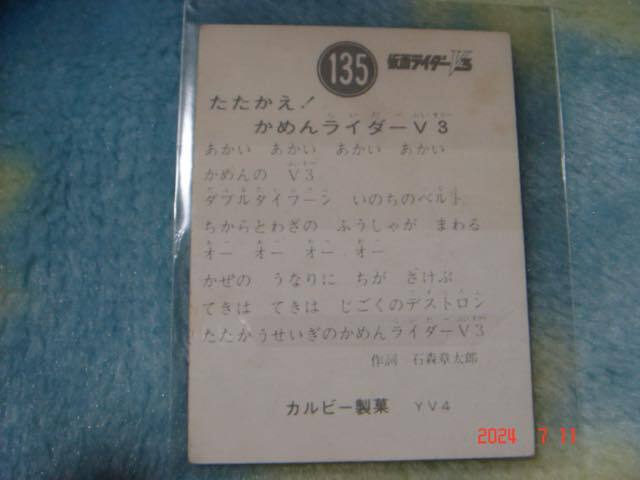 135 仮面ライダーV3
たたかえ!
かめんライダーV3
あかい あかい あかい あかい
かめんの V3
ダブルタイフーン いのちのベルト
ちからとわざの ふうしゃが まわる
オー オー オー オー
かぜの うなりに ちが さけぶ
てきは てきは じごくのデストロン
たたかうせいぎのかめんライダーV3
作詞 石森章太郎
カルビー製菓 YV4
2024 7 11